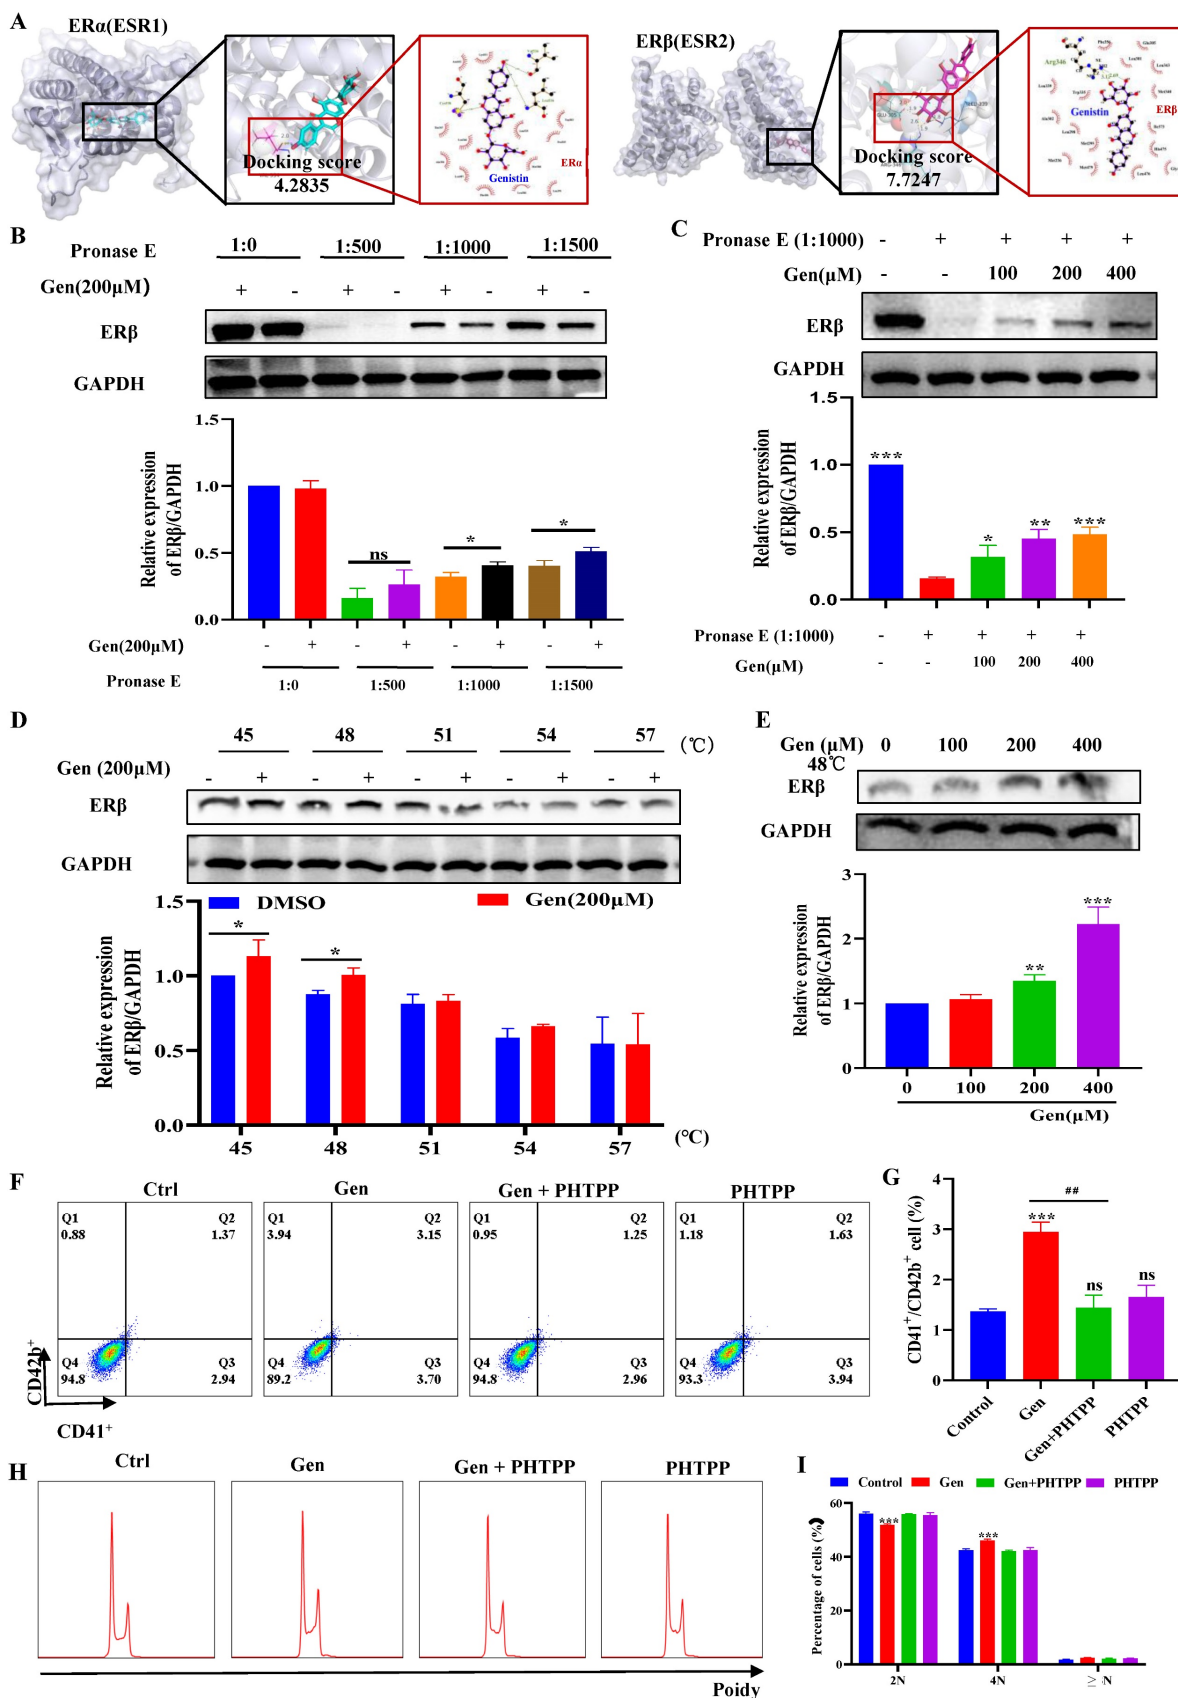 A
ERα(ESR1)
Docking score
4.2835
Genistin
ERα
ERβ(ESR2)
Docking score
7.7247
Arg346
Genistin
ERβ
B
Pronase E
1:0 1:500 1:1000 1:1500
Gen(200μM)
+ - + - + - + -
ERβ
GAPDH
Relative expression
of ERβ/GAPDH
1.5
1.0
0.5
0.0
ns
*
*
Gen(200μM)
- + - + - + - +
Pronase E
1:0 1:500 1:1000 1:1500
C
Pronase E (1:1000) - + + + +
Gen(μM) - - 100 200 400
ERβ
GAPDH
Relative expression
of ERβ/GAPDH
1.5
1.0
0.5
0.0
***
*
**
***
Pronase E (1:1000) - + + + +
Gen(μM) - - 100 200 400
D
45 48 51 54 57 (℃)
Gen (200μM)
- + - + - + - + - +
ERβ
GAPDH
DMSO
Gen(200μM)
Relative expression
of ERβ/GAPDH
1.5
1.0
0.5
0.0
*
*
45 48 51 54 57 (℃)
E
Gen (μM) 0 100 200 400
48℃
ERβ
GAPDH
Relative expression
of ERβ/GAPDH
3
2
1
0
**
***
0 100 200 400
Gen(μM)
F
Ctrl Gen Gen + PHTPP PHTPP
Q1 Q2 Q1 Q2 Q1 Q2 Q1 Q2
0.88 1.37 3.94 3.15 0.95 1.25 1.18 1.63
Q4 Q3 Q4 Q3 Q4 Q3 Q4 Q3
94.8 2.94 89.2 3.70 94.8 2.96 93.3 3.94
CD42b+
CD41+
G
CD41+/CD42b+ cell (%)
4
3
2
1
0
***
##
ns
ns
Control
Gen
Gen+PHTPP
PHTPP
H
Ctrl Gen Gen + PHTPP PHTPP
Poidy
I
Control Gen Gen+PHTPP PHTPP
Percentage of cells (%)
60
40
20
0
***
***
2N 4N ≥ N